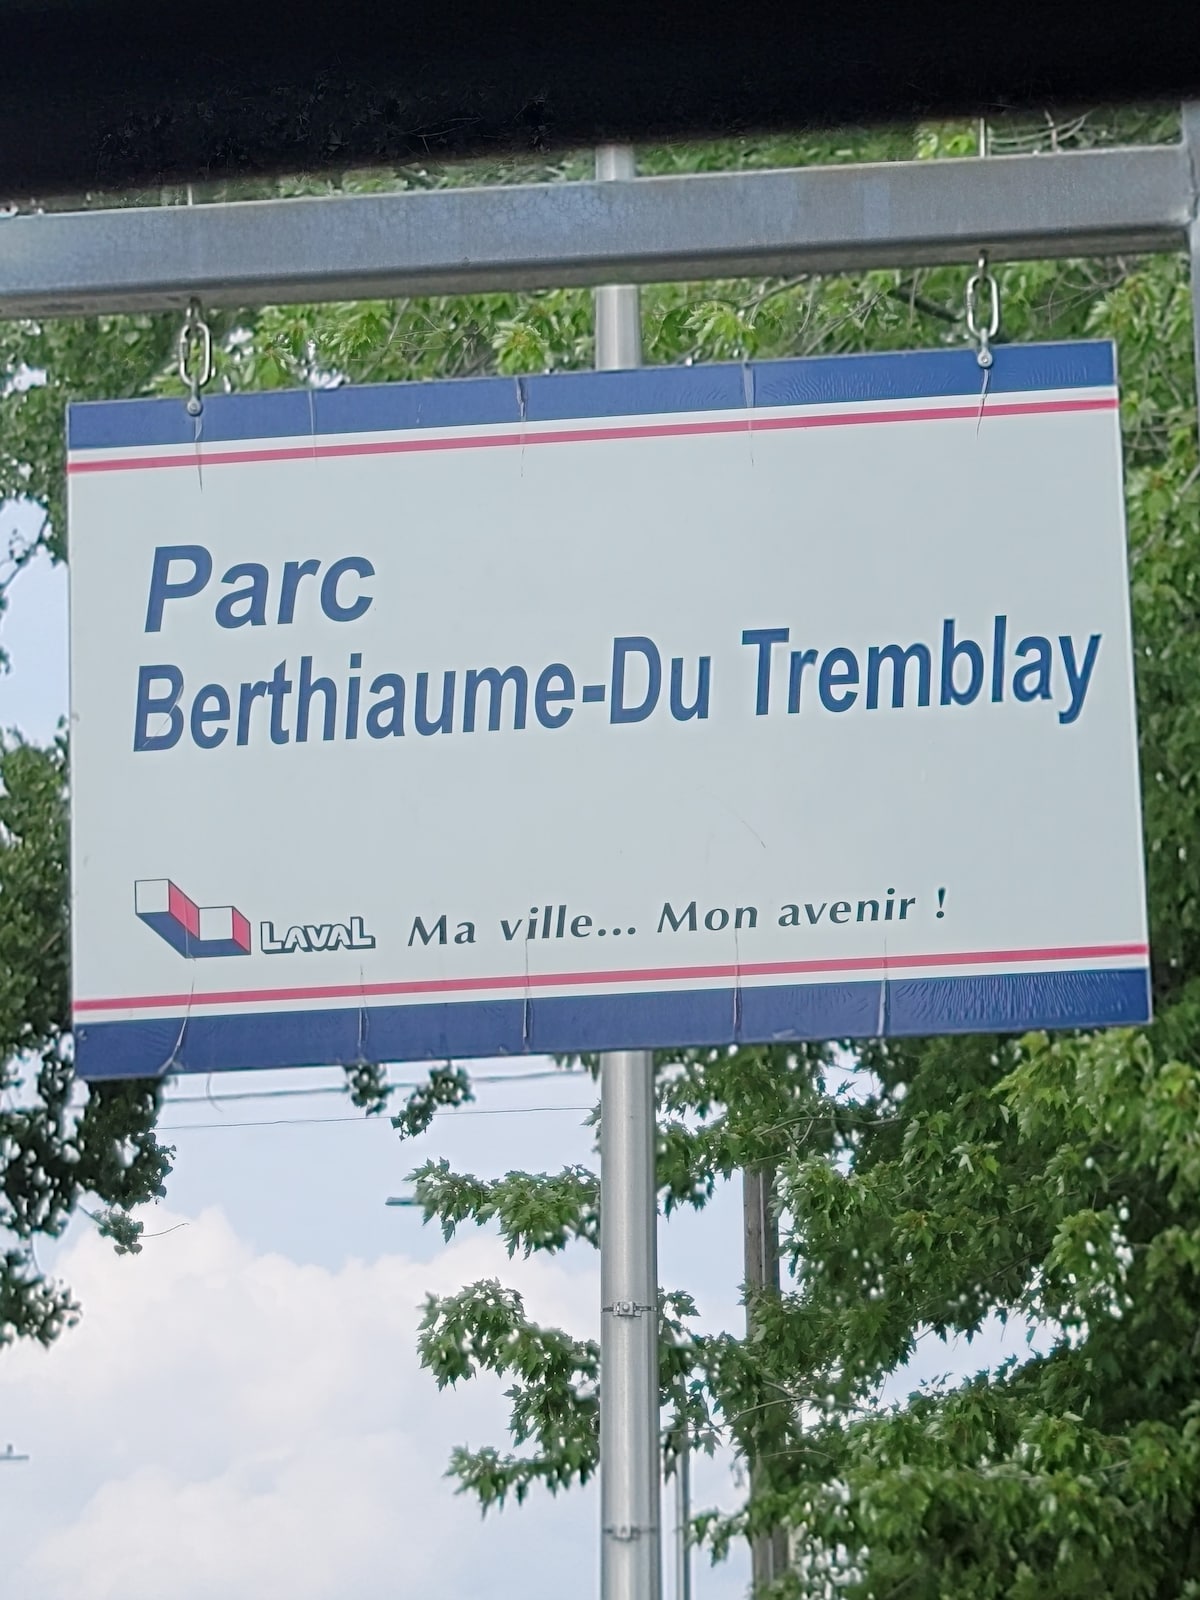 Parc
Berthiaume-Du Tremblay
LAVAL Ma ville... Mon avenir !